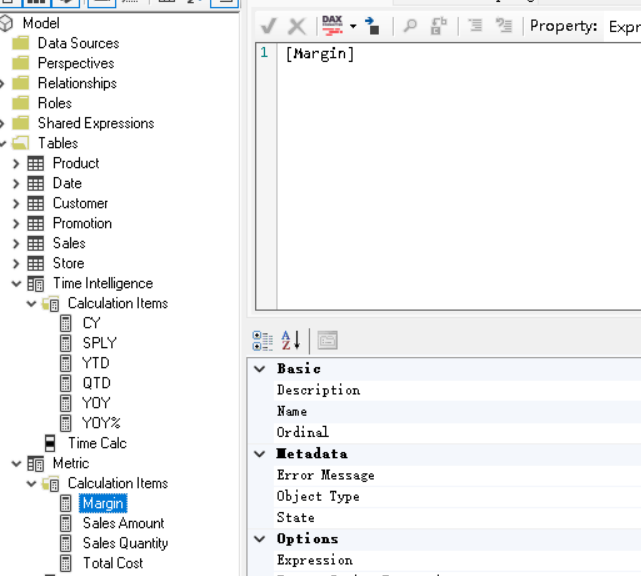 Model
Data Sources
Perspectives
Relationships
Roles
Shared Expressions
Tables
Product
Date
Customer
Promotion
Sales
Store
Time Intelligence
Calculation Items
CY
SPLY
YTD
QTD
YOY
YOY%
Time Calc
Metric
Calculation Items
Margin
Sales Amount
Sales Quantity
Total Cost
DAX
Property: Expr
1 [Margin]
Basic
Description
Name
Ordinal
Metadata
Error Message
Object Type
State
Options
Expression